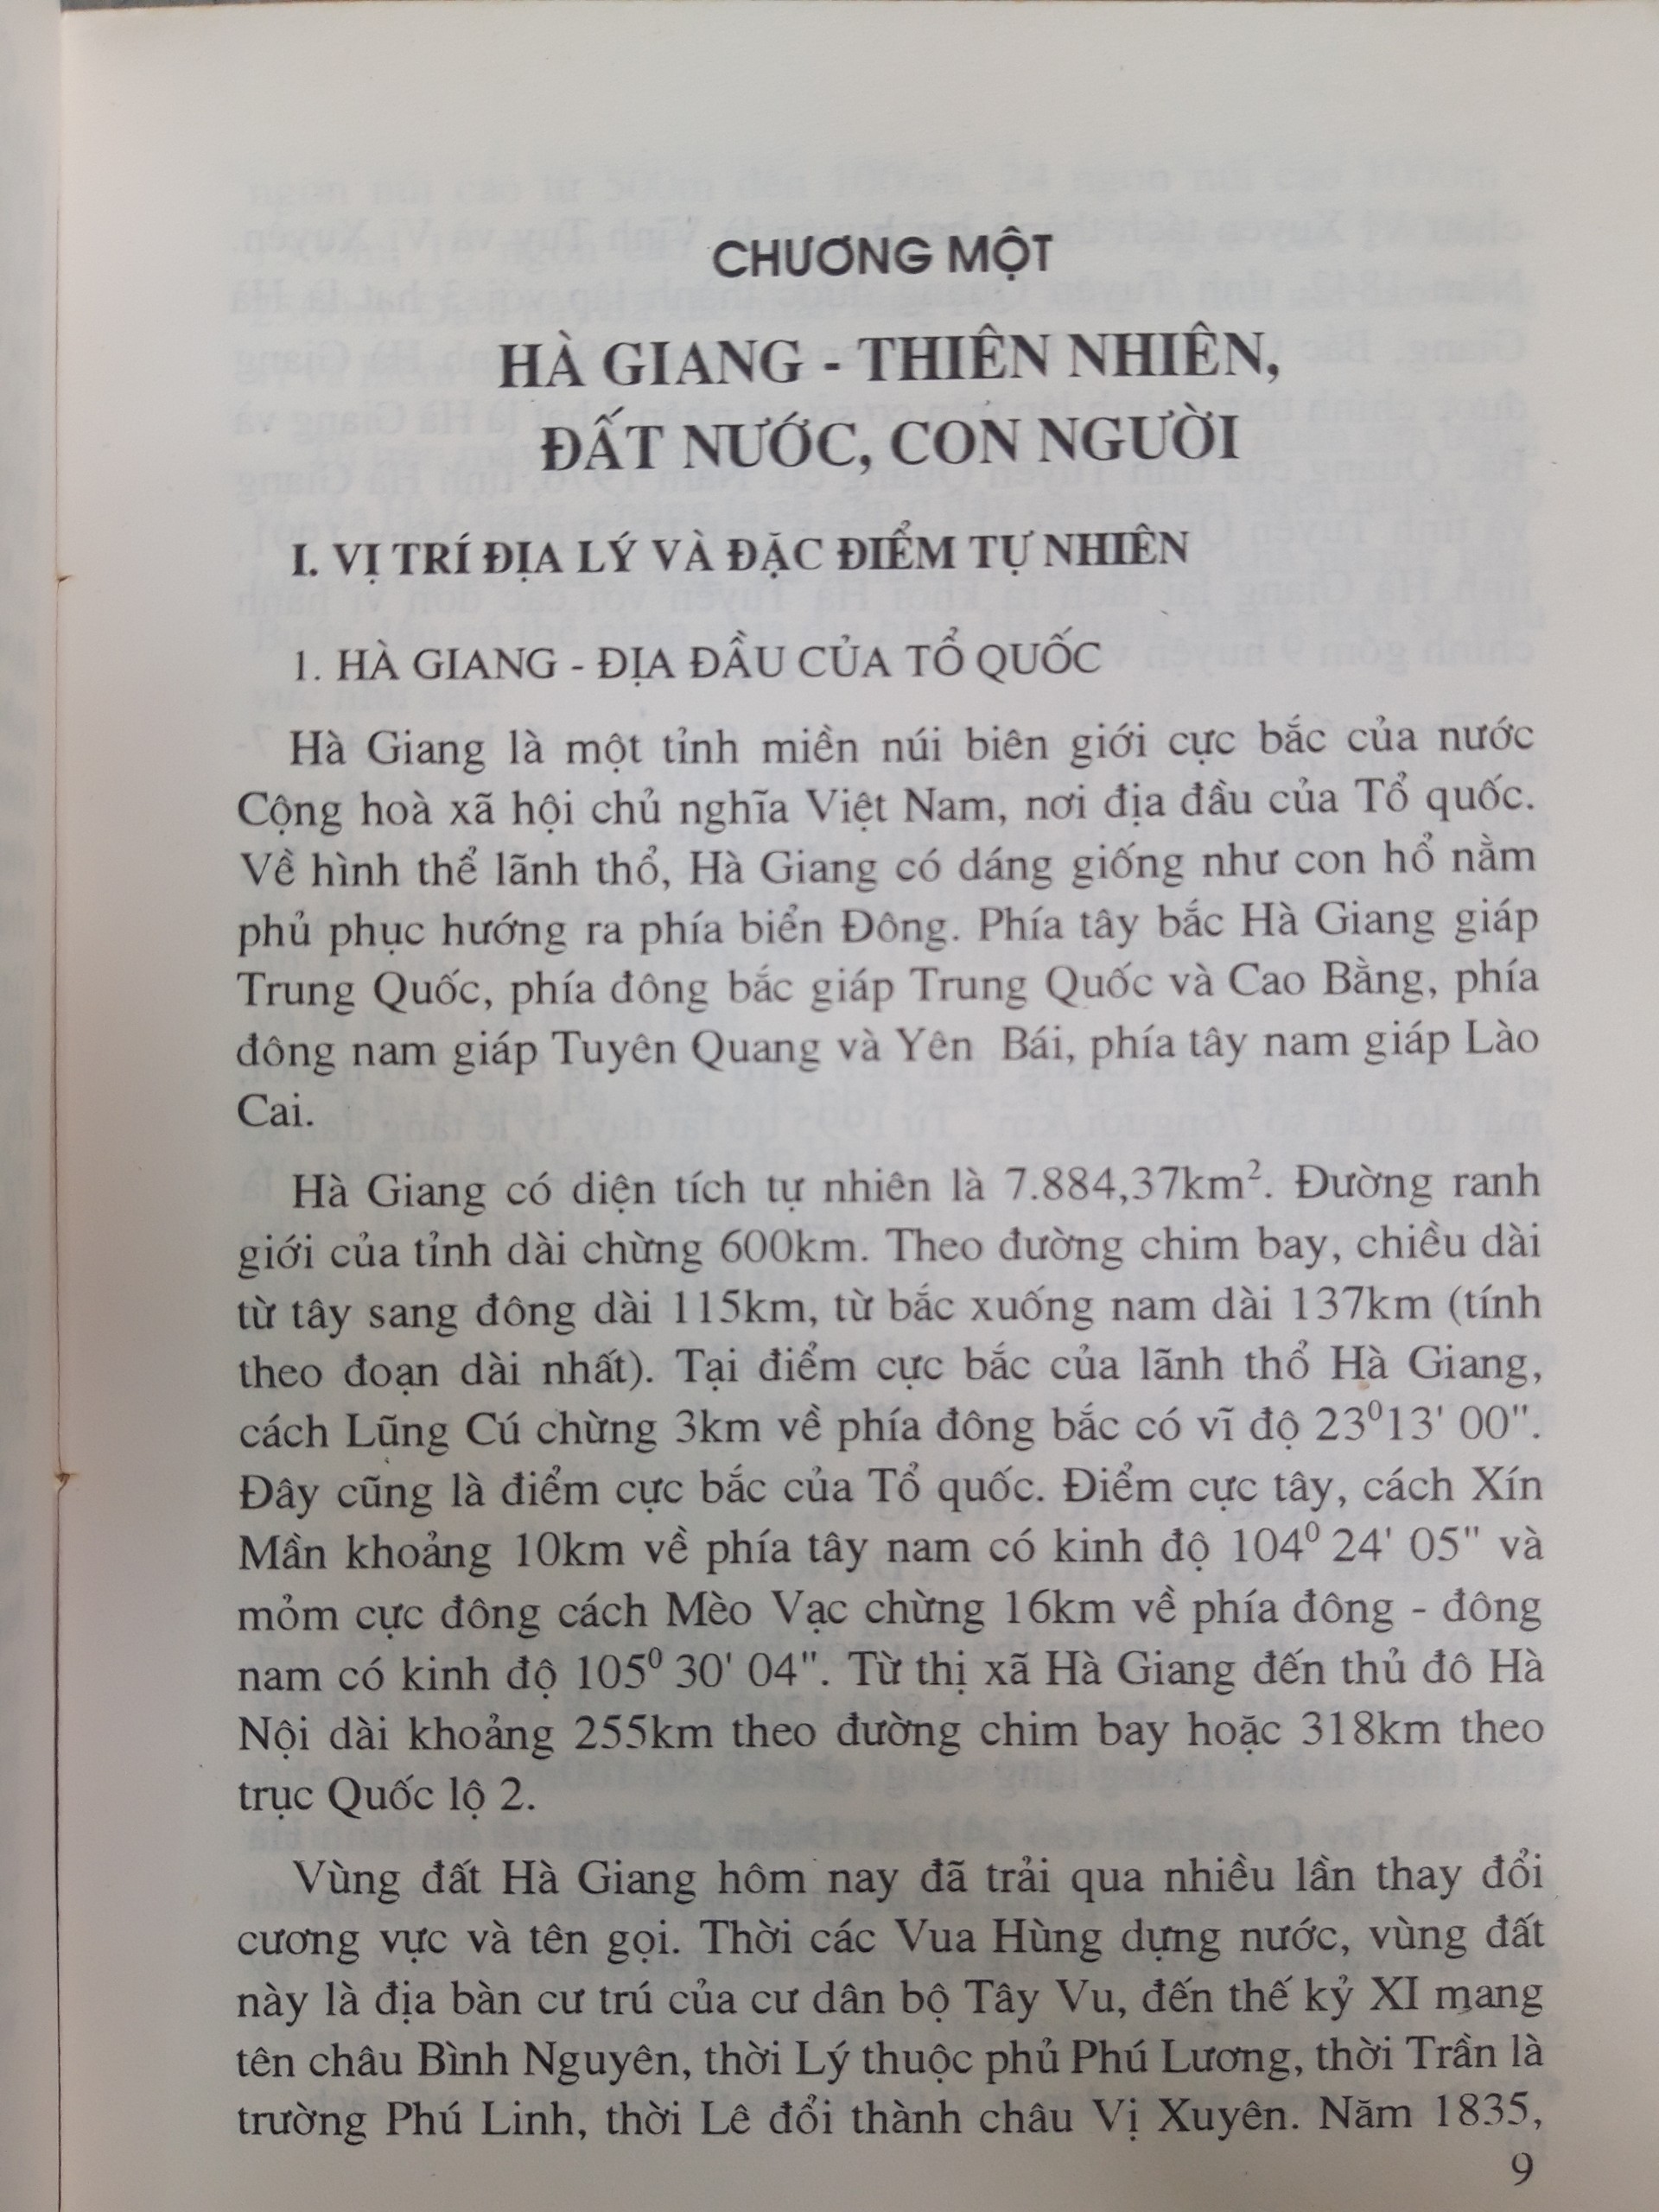 CHƯƠNG MỘT
HÀ GIANG - THIÊN NHIÊN,
ĐẤT NƯỚC, CON NGƯỜI
I. VỊ TRÍ ĐỊA LÝ VÀ ĐẶC ĐIỂM TỰ NHIÊN
1. HÀ GIANG - ĐỊA ĐẦU CỦA TỔ QUỐC
Hà Giang là một tỉnh miền núi biên giới cực bắc của nước
Cộng hoà xã hội chủ nghĩa Việt Nam, nơi địa đầu của Tổ quốc.
Về hình thể lãnh thổ, Hà Giang có dáng giống như con hổ nằm
phủ phục hướng ra phía biển Đông. Phía tây bắc Hà Giang giáp
Trung Quốc, phía đông bắc giáp Trung Quốc và Cao Bằng, phía
đông nam giáp Tuyên Quang và Yên Bái, phía tây nam giáp Lào
Cai.
Hà Giang có diện tích tự nhiên là 7.884,37km². Đường ranh
giới của tỉnh dài chừng 600km. Theo đường chim bay, chiều dài
từ tây sang đông dài 115km, từ bắc xuống nam dài 137km (tính
theo đoạn dài nhất). Tại điểm cực bắc của lãnh thổ Hà Giang,
cách Lũng Cú chừng 3km về phía đông bắc có vĩ độ 23⁰13' 00".
Đây cũng là điểm cực bắc của Tổ quốc. Điểm cực tây, cách Xín
Mần khoảng 10km về phía tây nam có kinh độ 104⁰ 24' 05" và
mỏm cực đông cách Mèo Vạc chừng 16km về phía đông - đông
nam có kinh độ 105⁰ 30' 04". Từ thị xã Hà Giang đến thủ đô Hà
Nội dài khoảng 255km theo đường chim bay hoặc 318km theo
trục Quốc lộ 2.
Vùng đất Hà Giang hôm nay đã trải qua nhiều lần thay đổi
cương vực và tên gọi. Thời các Vua Hùng dựng nước, vùng đất
này là địa bàn cư trú của cư dân bộ Tây Vu, đến thế kỷ XI mang
tên châu Bình Nguyên, thời Lý thuộc phủ Phú Lương, thời Trần là
trường Phú Linh, thời Lê đổi thành châu Vị Xuyên. Năm 1835,
9